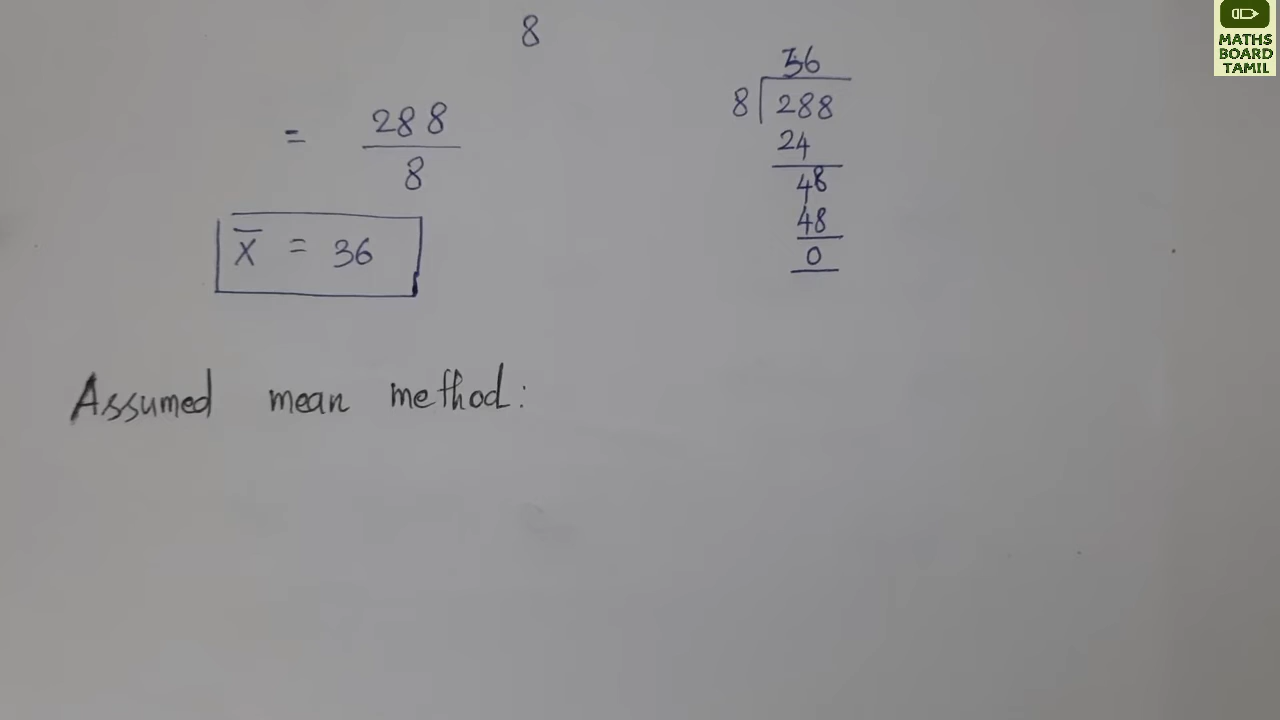 8
= 288
8
X̄ = 36
36
8 288
24
48
48
0
Assumed mean method:
MATHS
BOARD
TAMIL